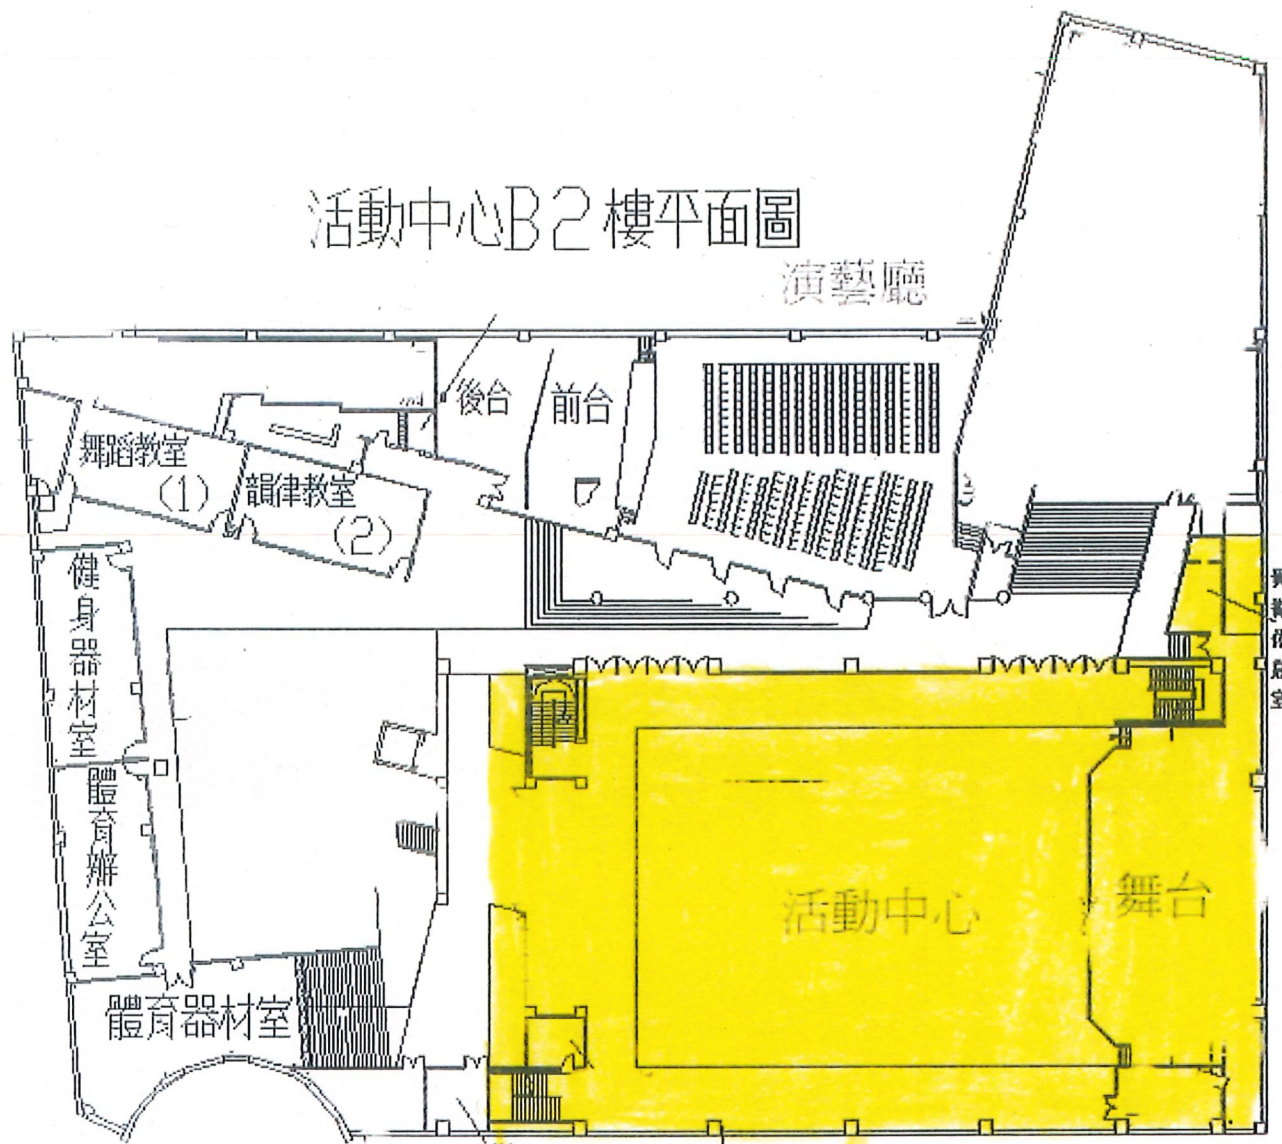 活動中心B2樓平面圖
演藝廳
後台
前台
舞蹈教室
(1)
韻律教室
(2)
健身器材室
體育辦公室
體育器材室
活動中心
舞台